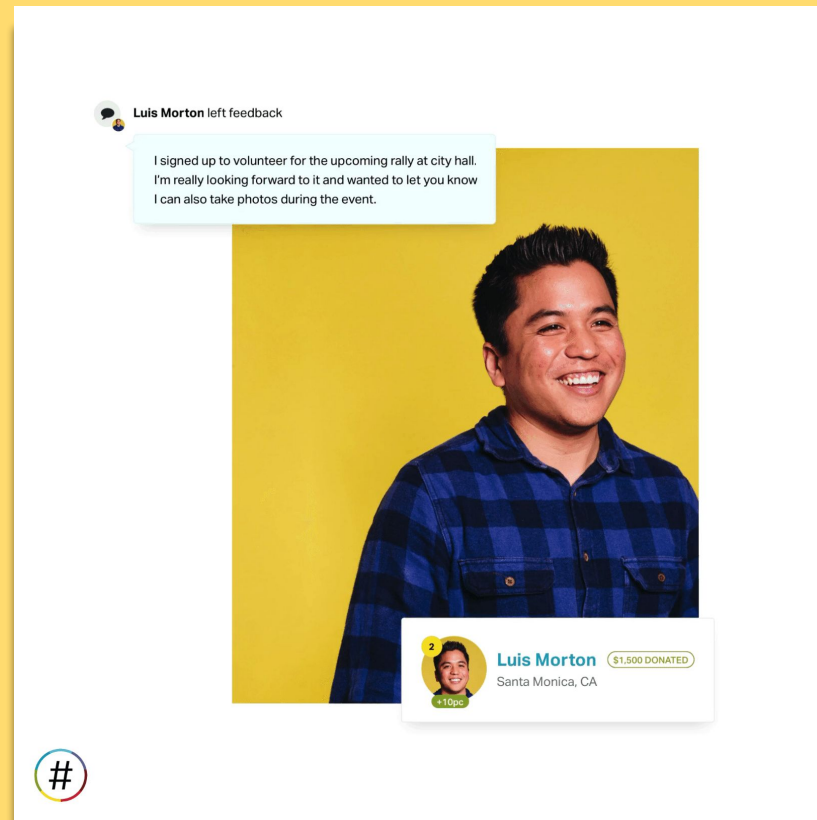 Luis Morton left feedback
I signed up to volunteer for the upcoming rally at city hall.
I'm really looking forward to it and wanted to let you know
I can also take photos during the event.
2
Luis Morton $1,500 DONATED
Santa Monica, CA
+10pc
#